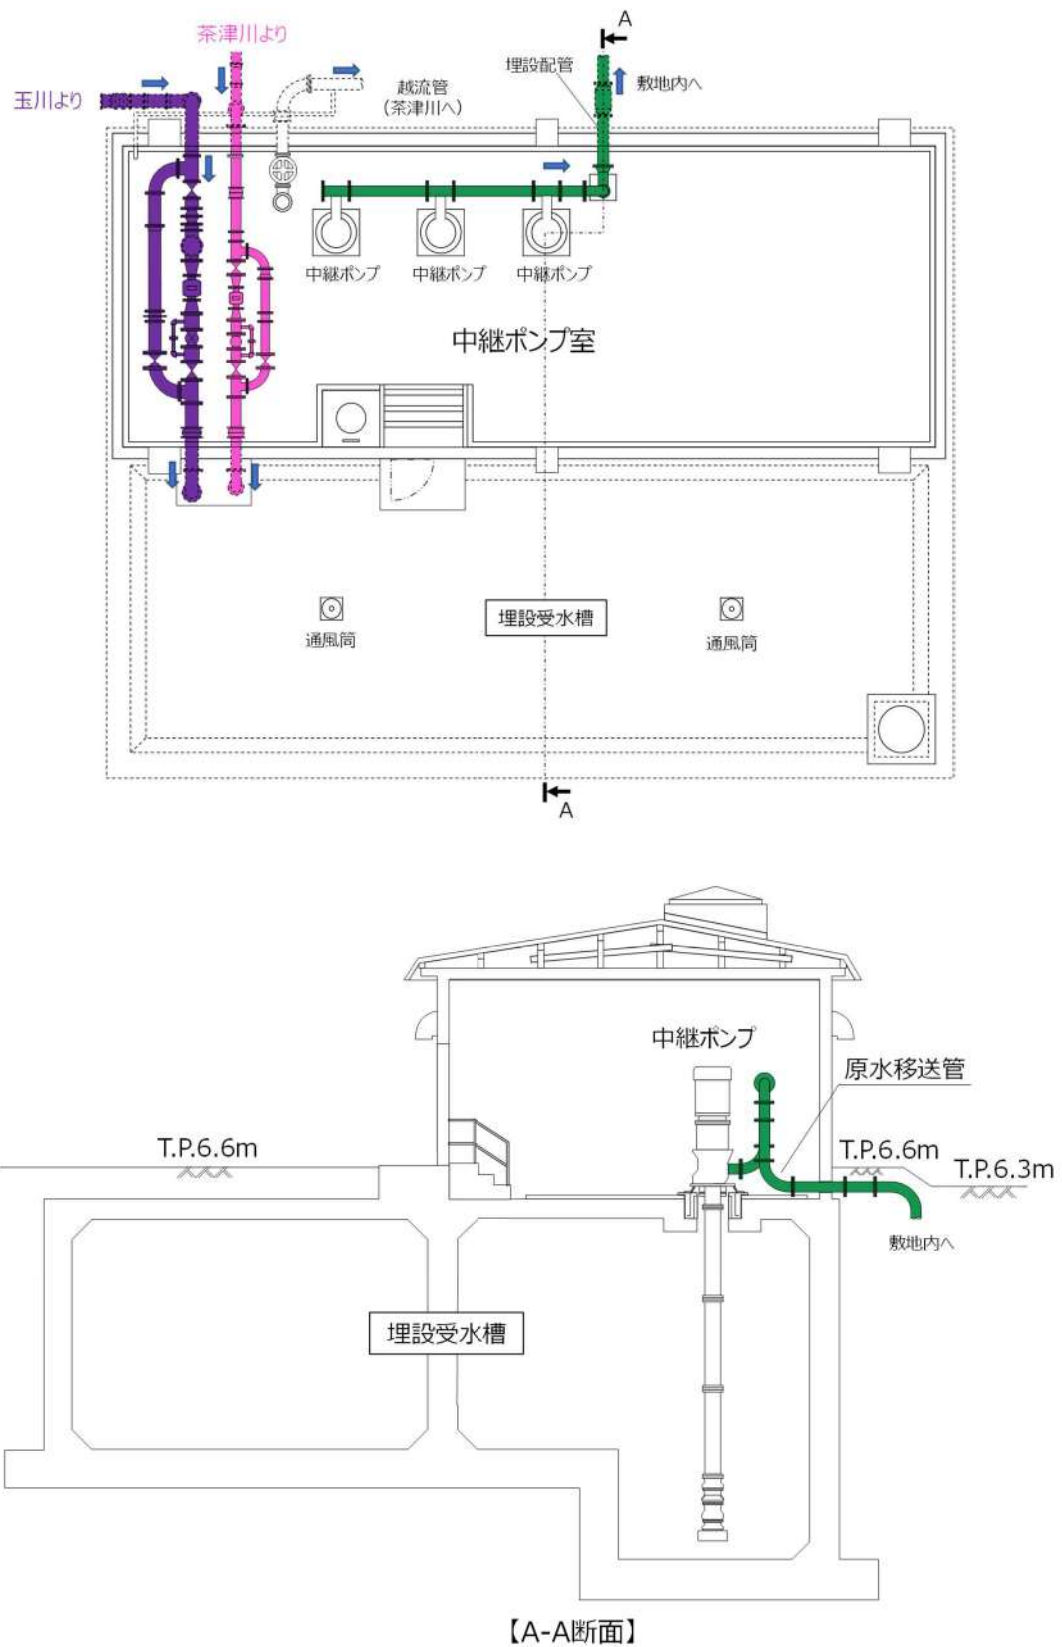 茶津川より
A
埋設配管
敷地内へ
玉川より
越流管
（茶津川へ）
中継ポンプ
中継ポンプ
中継ポンプ
中継ポンプ室
埋設受水槽
通風筒
通風筒
A
中継ポンプ
原水移送管
T.P.6.6m
T.P.6.6m
T.P.6.3m
敷地内へ
埋設受水槽
【A-A断面】